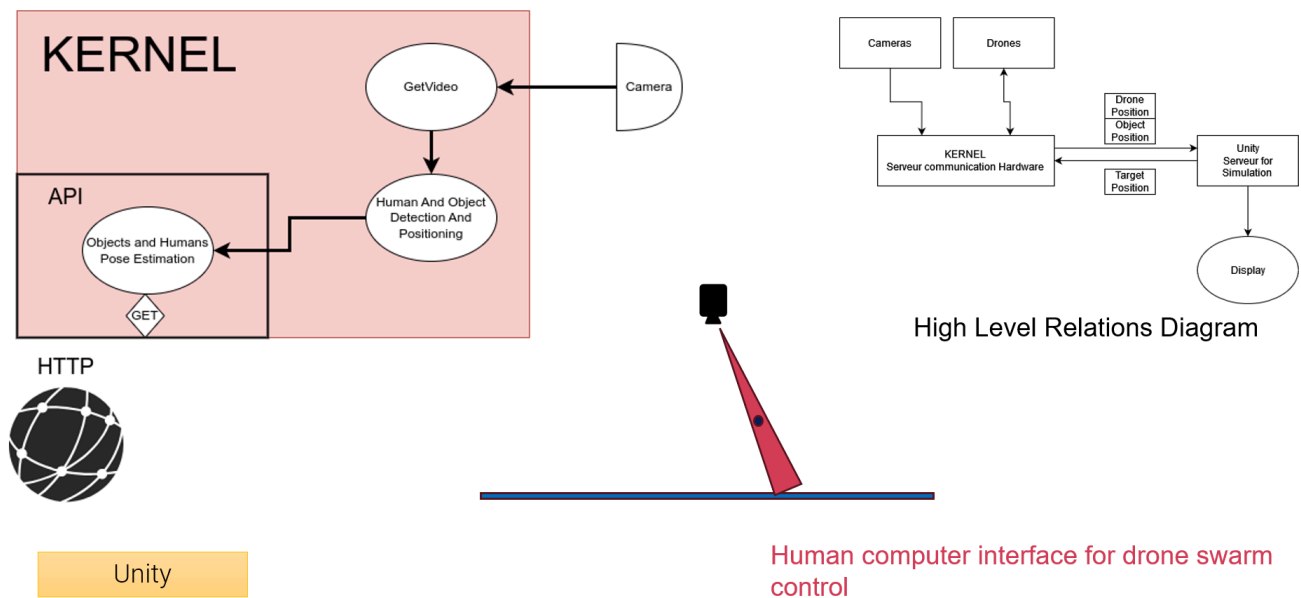 KERNEL
GetVideo
Camera
API
Human And Object
Detection And
Positioning
Objects and Humans
Pose Estimation
GET
HTTP
Unity
Cameras
Drones
Drone
Position
Object
Position
KERNEL
Serveur communication Hardware
Unity
Serveur for
Simulation
Target
Position
Display
High Level Relations Diagram
Human computer interface for drone swarm
control